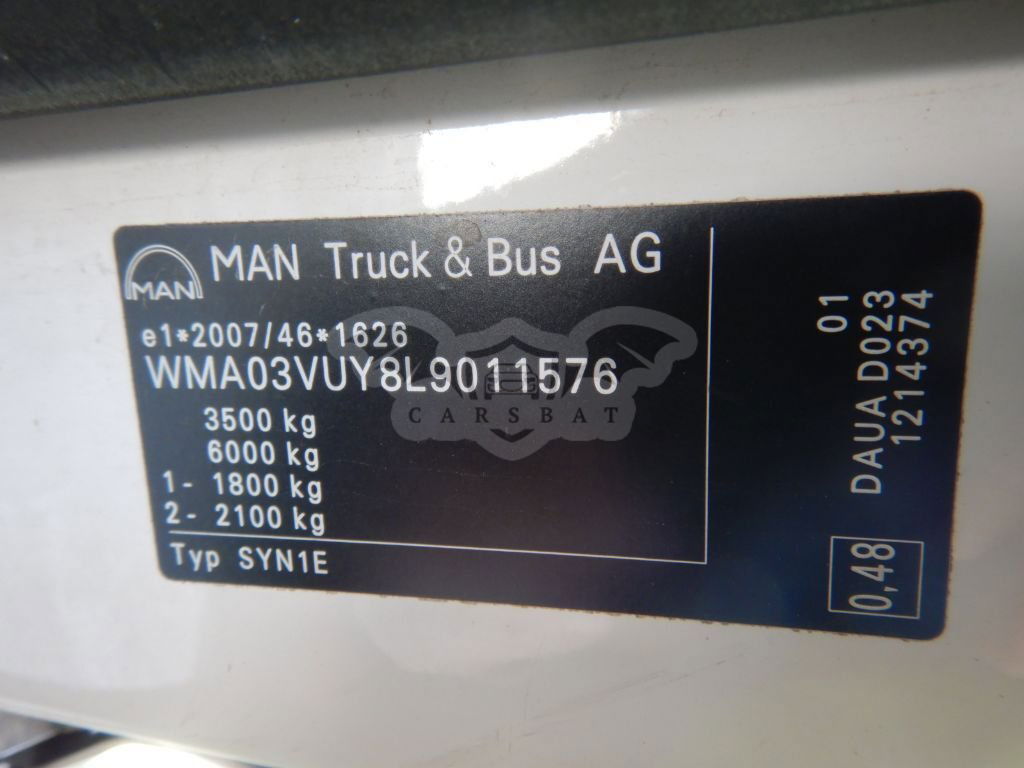 MAN
MAN Truck & Bus AG
e1*2007/46*1626
WMA03VUY8L9011576
3500 kg
6000 kg
1- 1800 kg
2- 2100 kg
Typ SYN1E
01
DAUA D023
12143374
0,48
CARSBAT